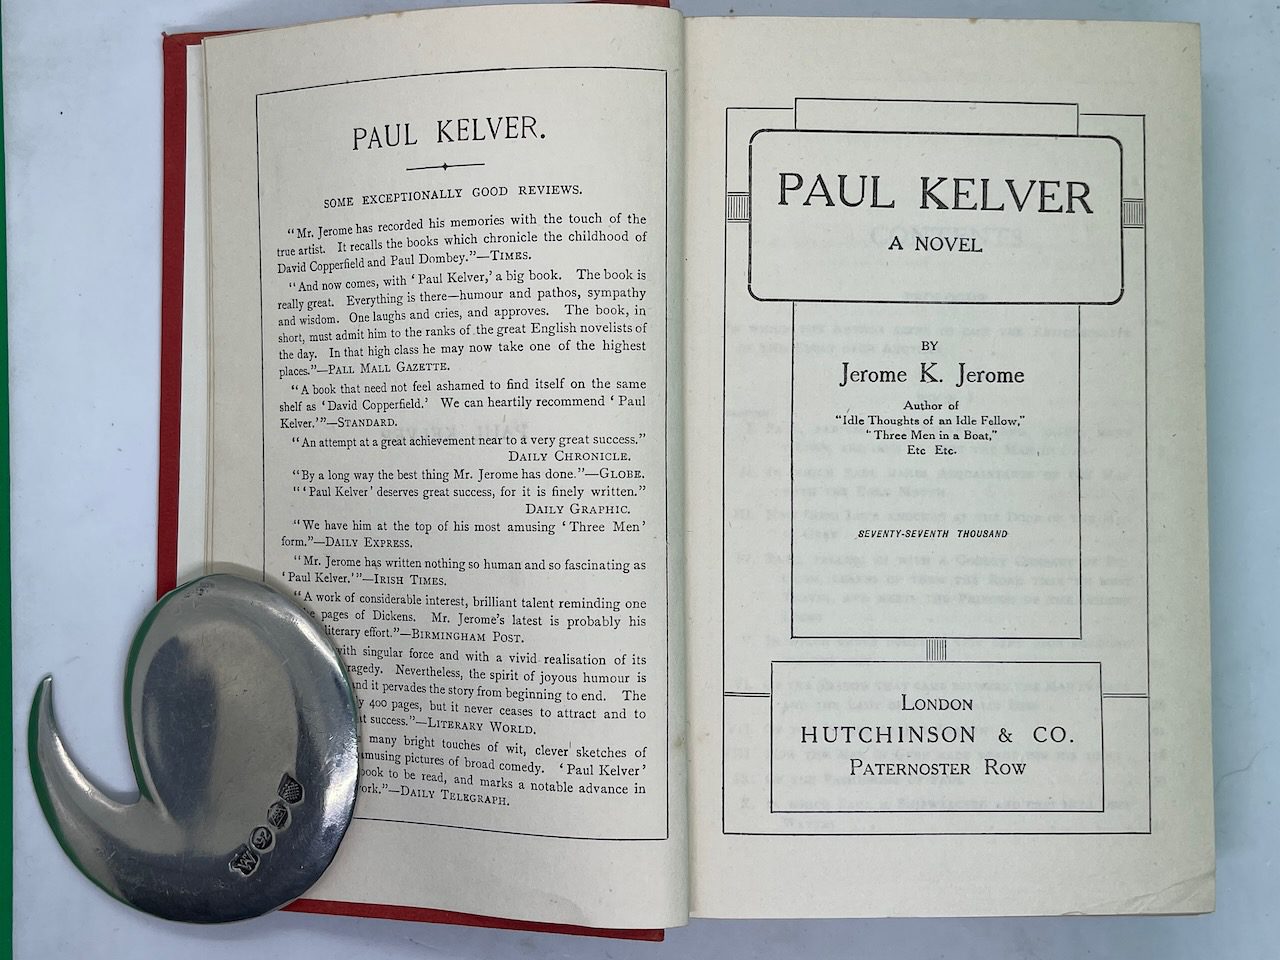 PAUL KELVER.
SOME EXCEPTIONALLY GOOD REVIEWS.
"Mr. Jerome has recorded his memories with the touch of the
true artist. It recalls the books which chronicle the childhood of
David Copperfield and Paul Dombey."—TIMES.
"And now comes, with 'Paul Kelver,' a big book. The book is
really great. Everything is there—humour and pathos, sympathy
and wisdom. One laughs and cries, and approves. The book, in
short, must admit him to the ranks of the great English novelists of
the day. In that high class he may now take one of the highest
places."—PALL MALL GAZETTE.
"A book that need not feel ashamed to find itself on the same
shelf as 'David Copperfield.' We can heartily recommend 'Paul
Kelver.'"—STANDARD.
"An attempt at a great achievement near to a very great success."
DAILY CHRONICLE.
"By a long way the best thing Mr. Jerome has done."—GLOBE.
"'Paul Kelver' deserves great success, for it is finely written."
DAILY GRAPHIC.
"We have him at the top of his most amusing 'Three Men'
form."—DAILY EXPRESS.
"Mr. Jerome has written nothing so human and so fascinating as
'Paul Kelver.'"—IRISH TIMES.
"A work of considerable interest, brilliant talent reminding one
pages of Dickens. Mr. Jerome's latest is probably his
literary effort."—BIRMINGHAM POST.
with singular force and with a vivid realisation of its
Nevertheless, the spirit of joyous humour is
and it pervades the story from beginning to end. The
400 pages, but it never ceases to attract and to
success."—LITERARY WORLD.
many bright touches of wit, clever sketches of
amusing pictures of broad comedy. 'Paul Kelver'
book to be read, and marks a notable advance in
—DAILY TELEGRAPH.
PAUL KELVER
A NOVEL
BY
Jerome K. Jerome
Author of
"Idle Thoughts of an Idle Fellow,"
"Three Men in a Boat,"
Etc Etc.
SEVENTY-SEVENTH THOUSAND
LONDON
HUTCHINSON & CO.
PATERNOSTER ROW